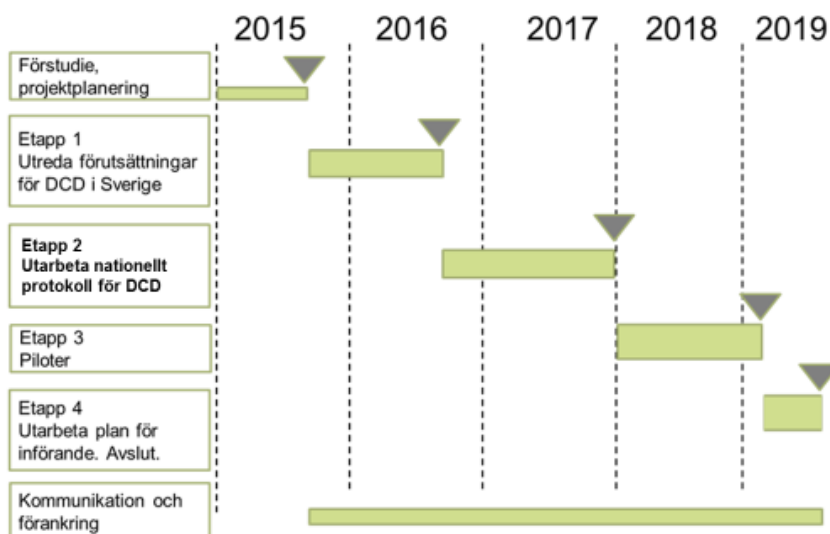 2015 2016 2017 2018 2019
Förstudie,
projektplanering
Etapp 1
Utreda förutsättningar
för DCD i Sverige
Etapp 2
Utarbeta nationellt
protokoll för DCD
Etapp 3
Piloter
Etapp 4
Utarbeta plan för
införande. Avslut.
Kommunikation och
förankring